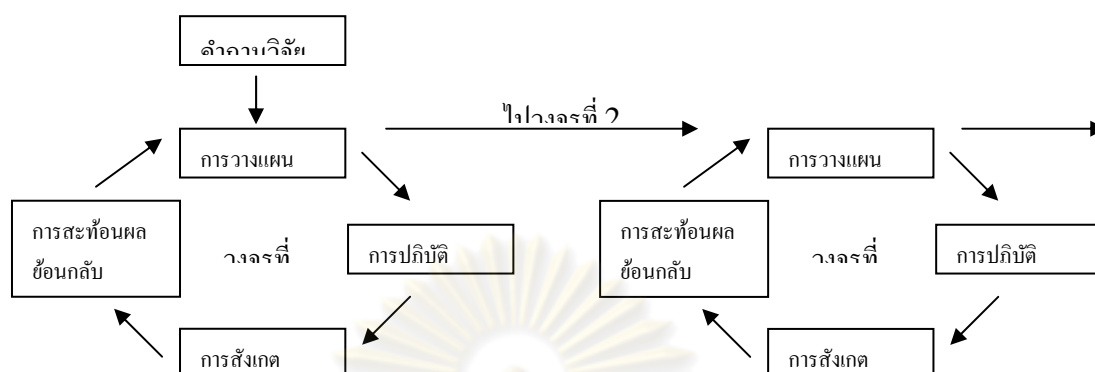 คำถามวิจัย
ไปวงจรที่ 2
การวางแผน
การวางแผน
การสะท้อนผล
ย้อนกลับ
วงจรที่
การปฏิบัติ
การสะท้อนผล
ย้อนกลับ
วงจรที่
การปฏิบัติ
การสังเกต
การสังเกต